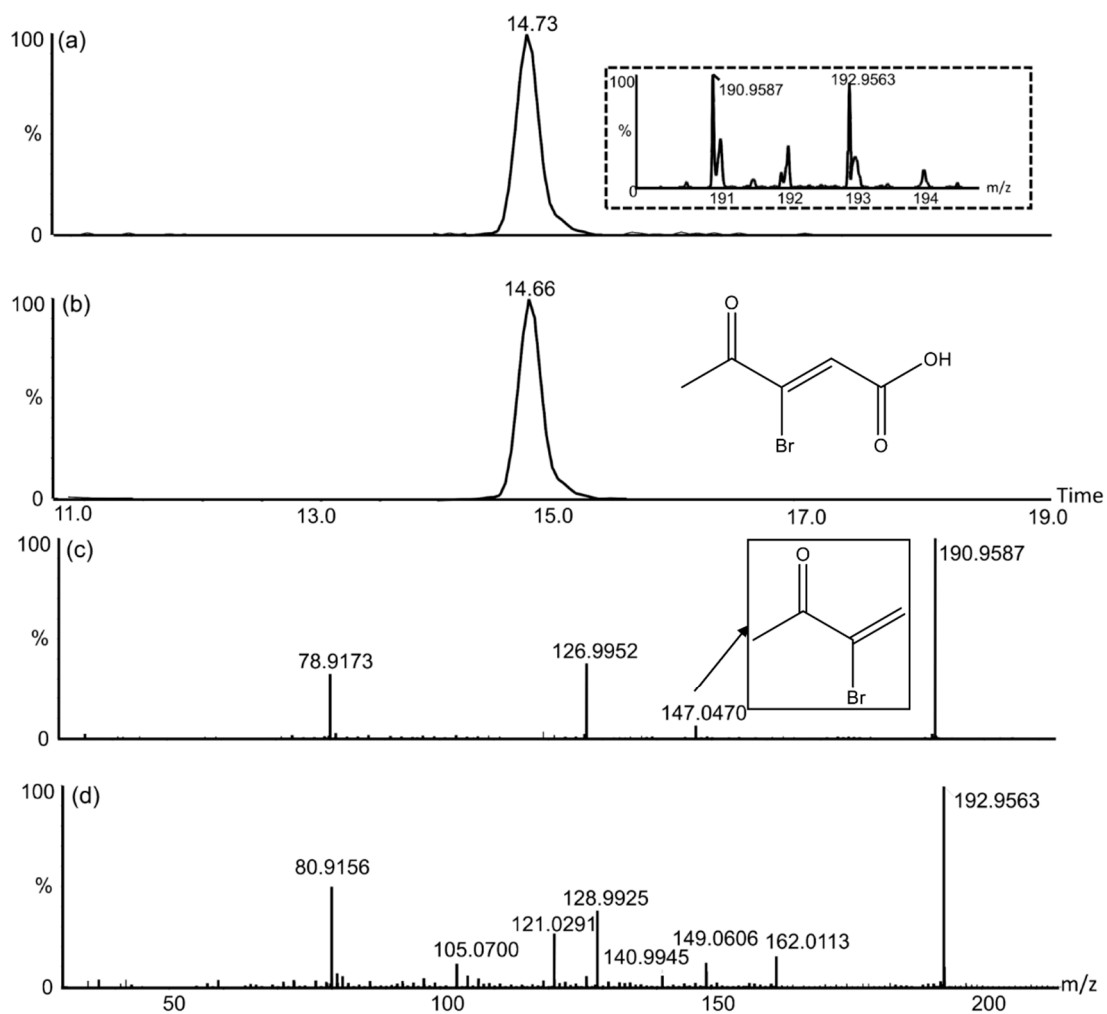 14.73
100 (a)
%
0
100
190.9587
192.9563
%
0
191 192 193 194 m/z
14.66
100 (b)
%
0
O
OH
Br
O
Time
11.0 13.0 15.0 17.0 19.0
100 (c)
%
0
O
190.9587
78.9173
126.9952
147.0470
Br
100 (d)
%
0
192.9563
80.9156
128.9925
121.0291
105.0700
140.9945
149.0606
162.0113
50 100 150 200 m/z